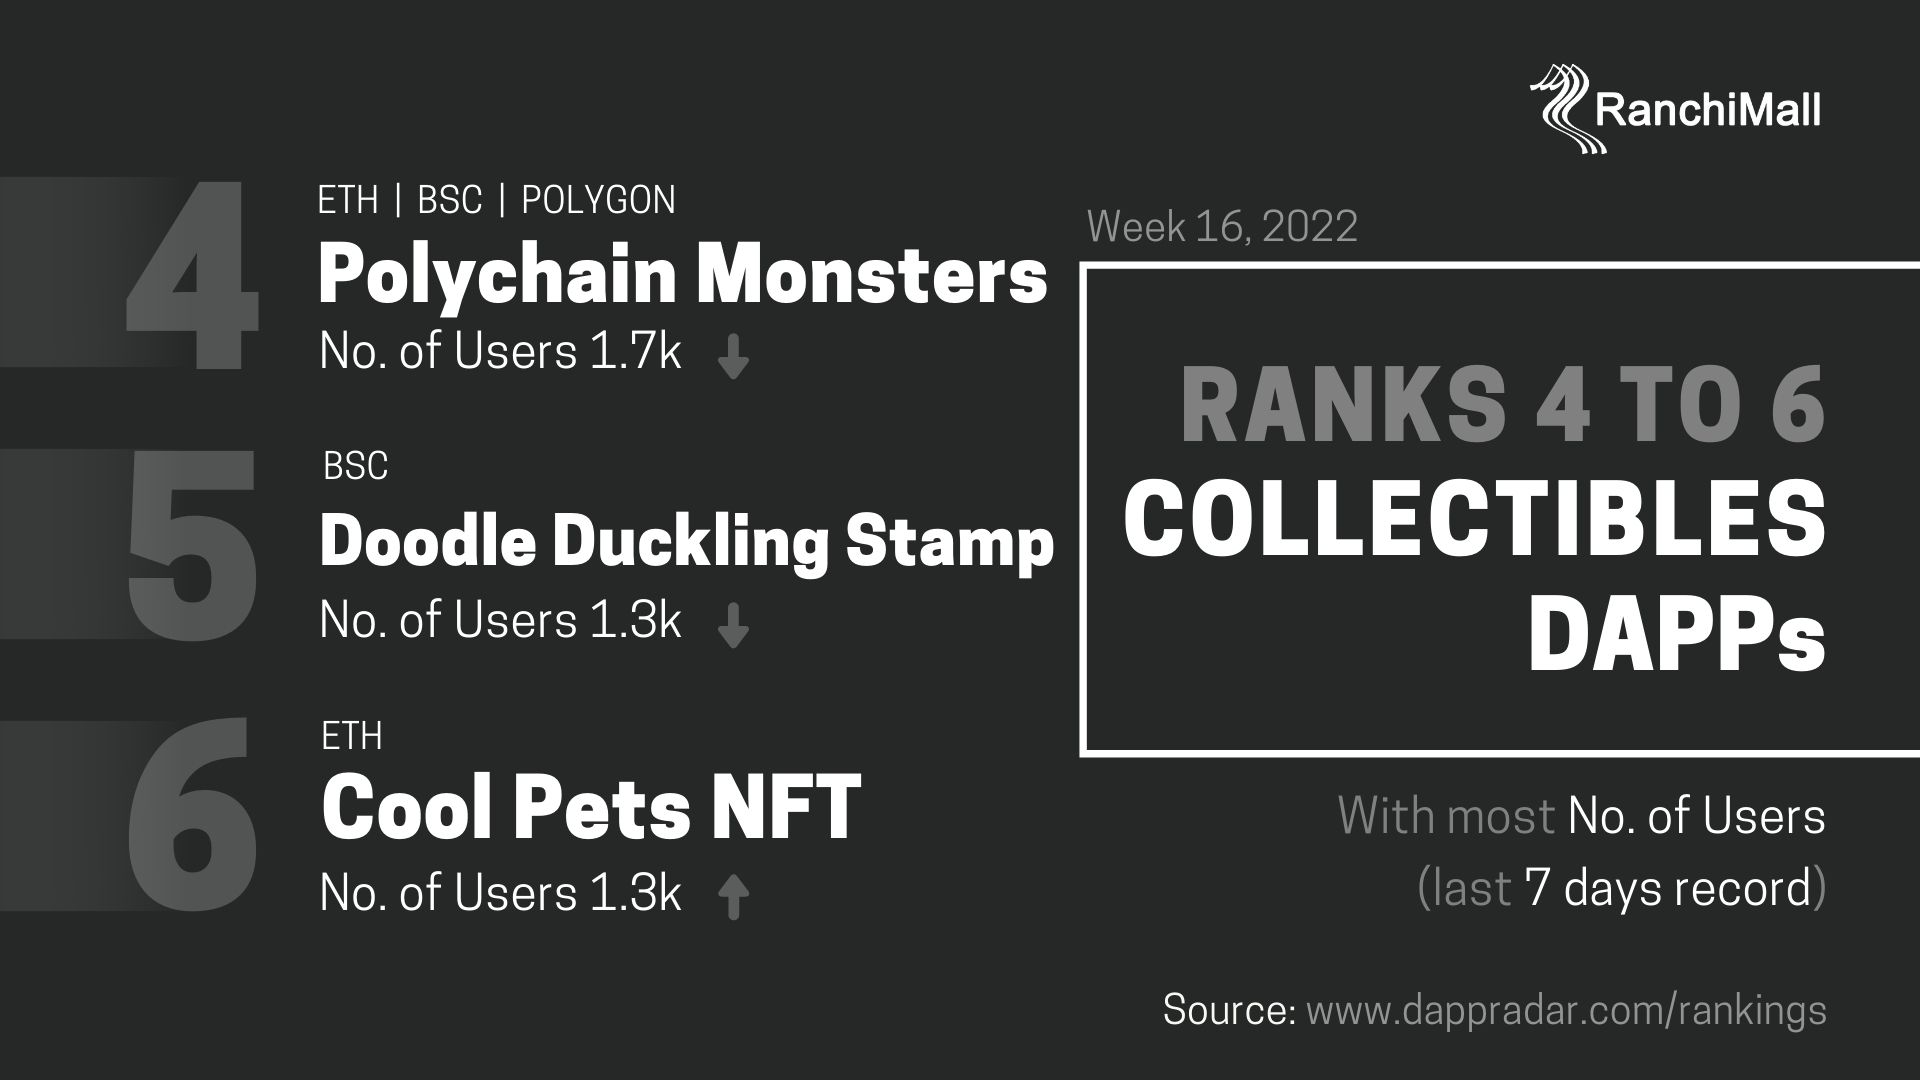 RanchiMall
4
ETH | BSC | POLYGON
Polychain Monsters
No. of Users 1.7k
5
BSC
Doodle Duckling Stamp
No. of Users 1.3k
6
ETH
Cool Pets NFT
No. of Users 1.3k
Week 16, 2022
RANKS 4 TO 6
COLLECTIBLES
DAPPs
With most No. of Users
(last 7 days record)
Source: www.dappradar.com/rankings